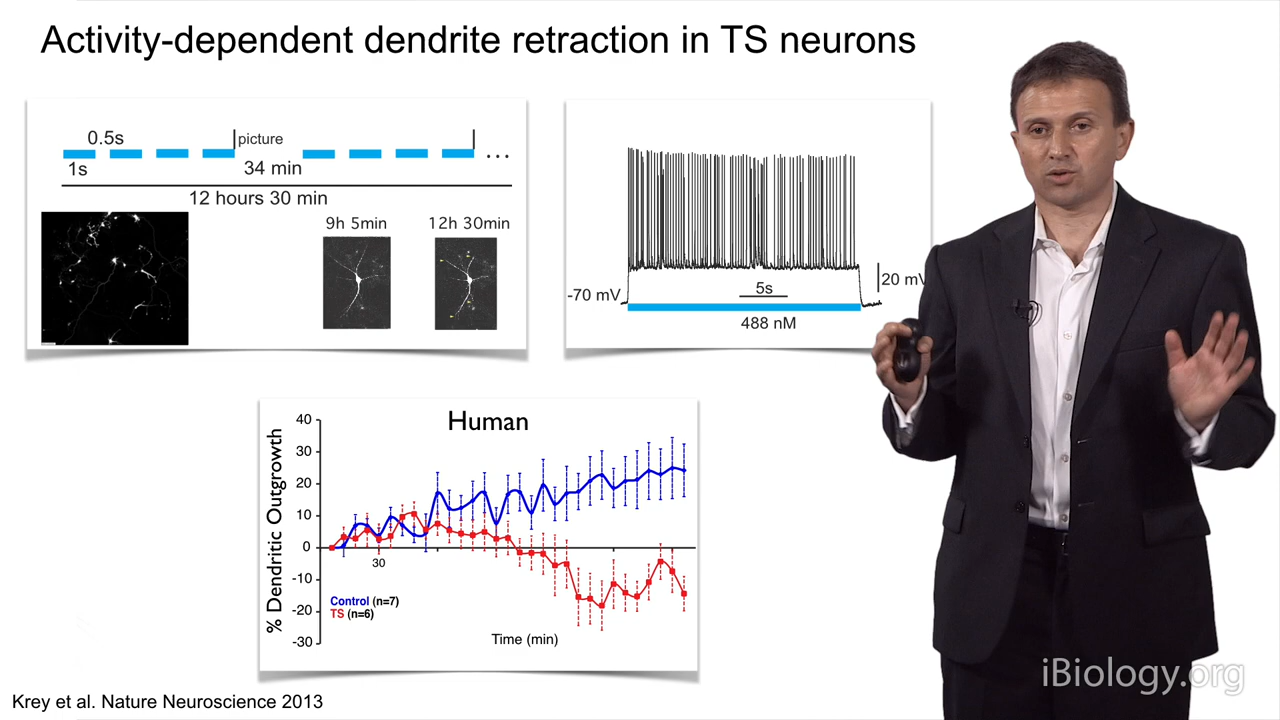 Activity-dependent dendrite retraction in TS neurons
0.5s
picture
1s
34 min
...
12 hours 30 min
9h 5min
12h 30min
-70 mV
5s
20 mV
488 nM
Human
% Dendritic Outgrowth
40
30
20
10
0
-10
-20
-30
30
Control (n=7)
TS (n=6)
Time (min)
Krey et al. Nature Neuroscience 2013
iBiology.org